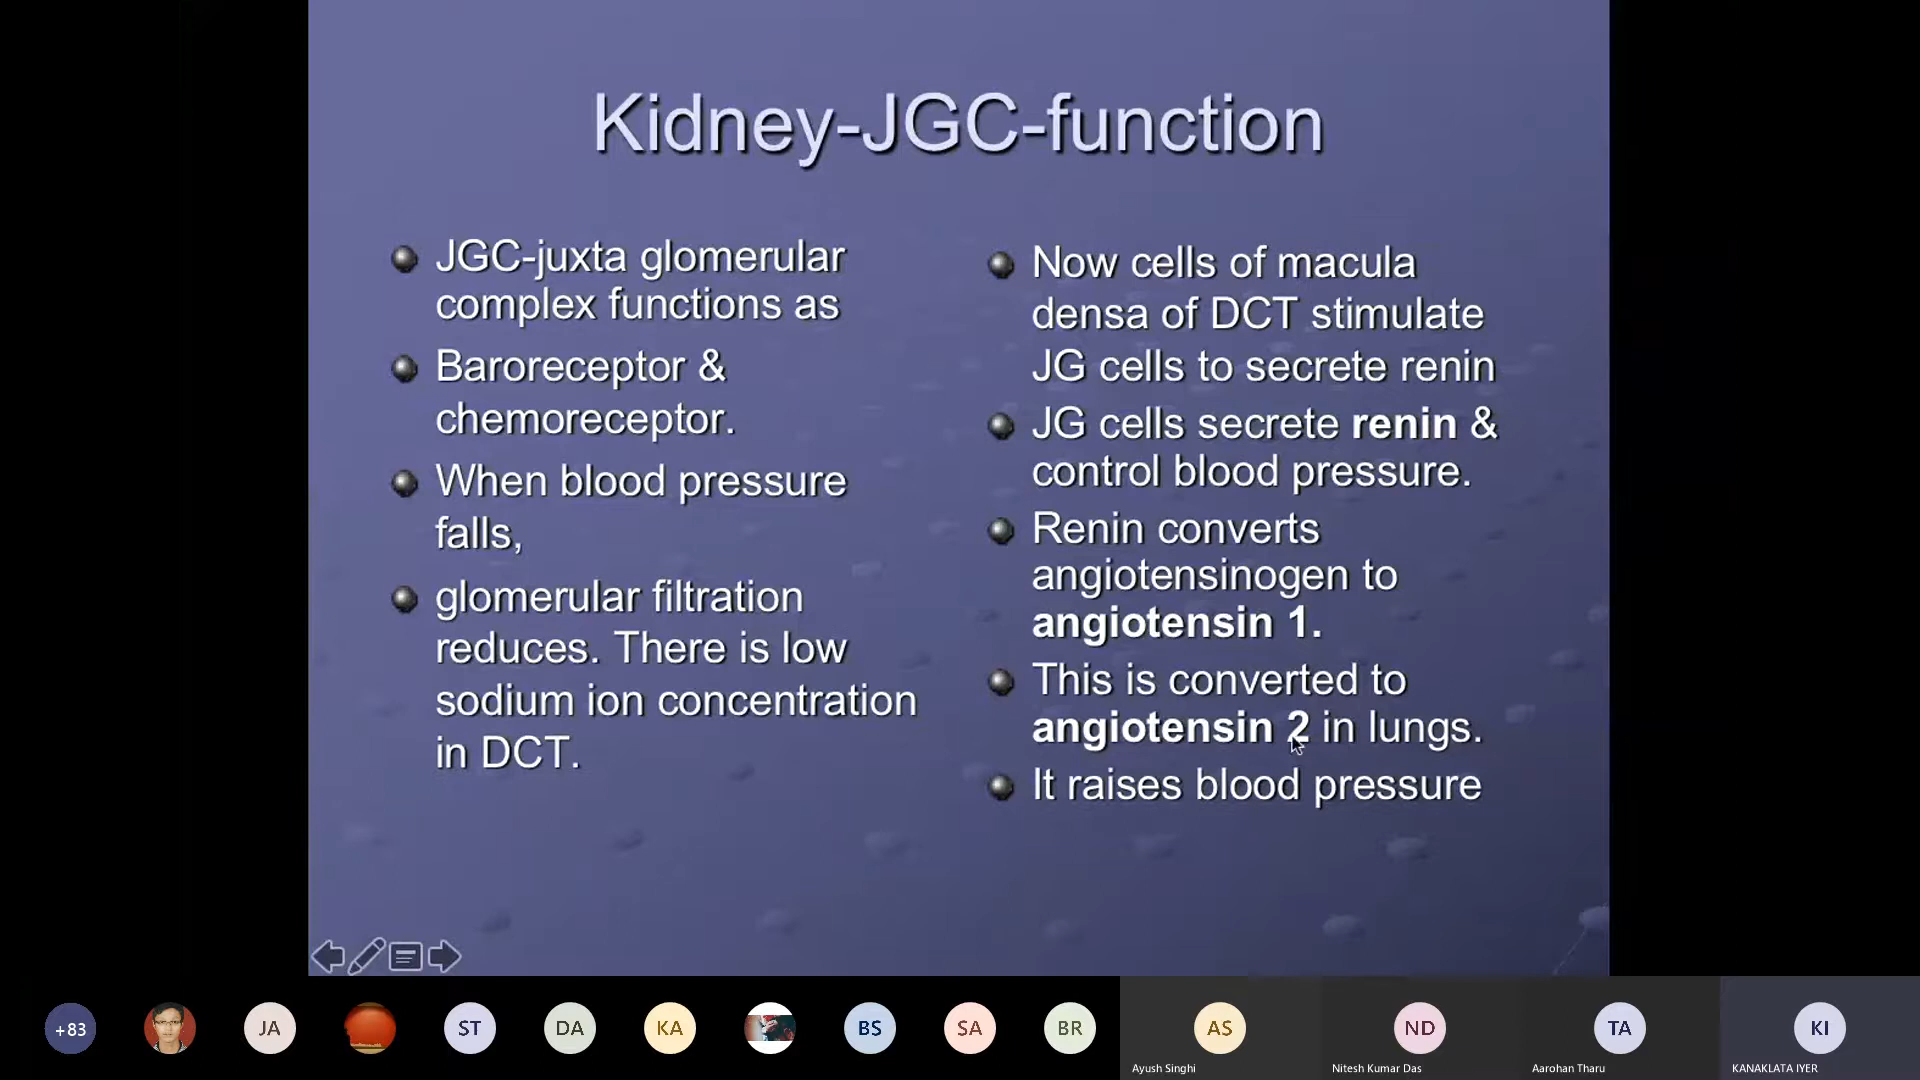 Kidney-JGC-function
JGC-juxta glomerular
complex functions as
Baroreceptor &
chemoreceptor.
When blood pressure
falls,
glomerular filtration
reduces. There is low
sodium ion concentration
in DCT.
Now cells of macula
densa of DCT stimulate
JG cells to secrete renin
JG cells secrete renin &
control blood pressure.
Renin converts
angiotensinogen to
angiotensin 1.
This is converted to
angiotensin 2 in lungs.
It raises blood pressure
+83
JA
ST
DA
KA
BS
SA
BR
AS
ND
TA
KI
Ayush Singhi
Nitesh Kumar Das
Aarohan Tharu
KANAKLATA IYER